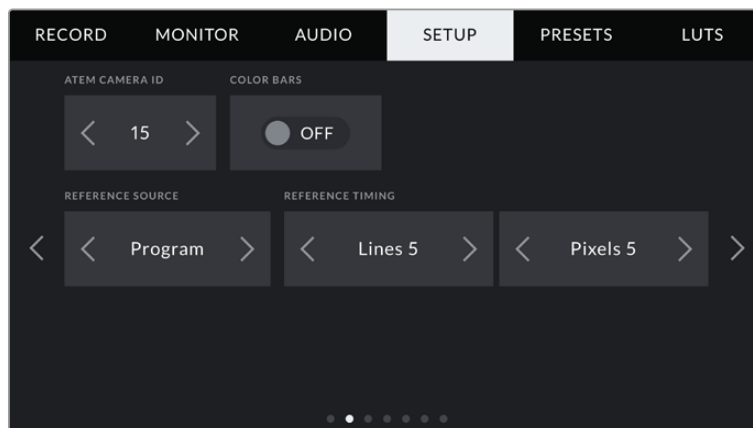 RECORD MONITOR AUDIO SETUP PRESETS LUTS
ATEM CAMERA ID COLOR BARS
15 OFF
REFERENCE SOURCE REFERENCE TIMING
Program Lines 5 Pixels 5